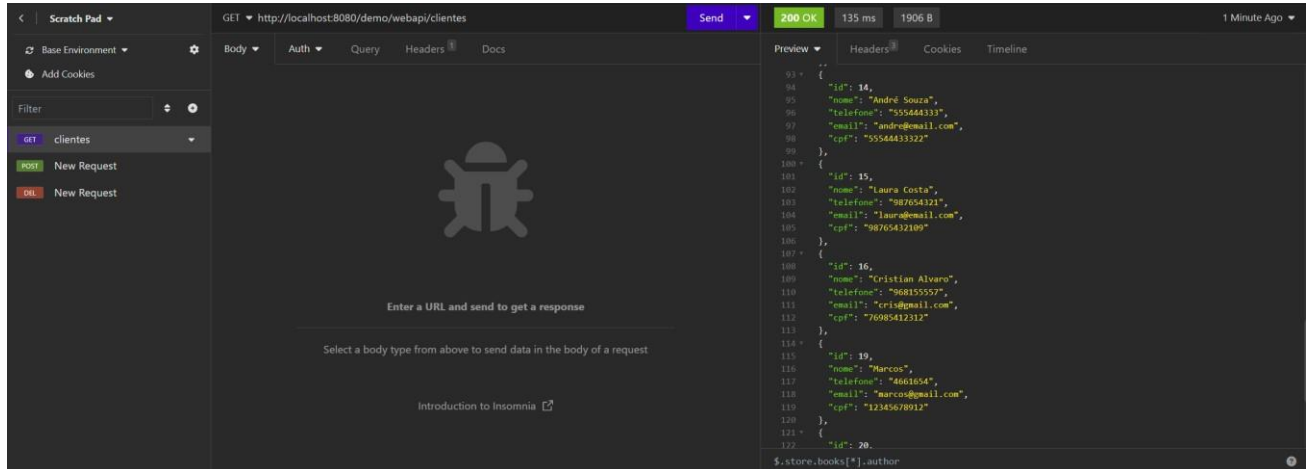 Scratch Pad
GET http://localhost:8080/demo/webapi/clientes
Send
200 OK 135 ms 1906 B
1 Minute Ago
Base Environment
Add Cookies
Filter
GET clientes
POST New Request
DEL New Request
Body Auth Query Headers 1 Docs
Enter a URL and send to get a response
Select a body type from above to send data in the body of a request
Introduction to Insomnia
Preview Headers 3 Cookies Timeline
93 {
94 "id": 14,
95 "nome": "André Souza",
96 "telefone": "555444333",
97 "email": "andre@email.com",
98 "cpf": "55544433322"
99 },
100 {
101 "id": 15,
102 "nome": "Laura Costa",
103 "telefone": "987654321",
104 "email": "laura@email.com",
105 "cpf": "98765432109"
106 },
107 {
108 "id": 16,
109 "nome": "Cristian Alvaro",
110 "telefone": "968155557",
111 "email": "cris@gmail.com",
112 "cpf": "76985412312"
113 },
114 {
115 "id": 19,
116 "nome": "Marcos",
117 "telefone": "4661654",
118 "email": "marcos@gmail.com",
119 "cpf": "12345678912"
120 },
121 {
122 "id": 20,
$.store.books[*].author